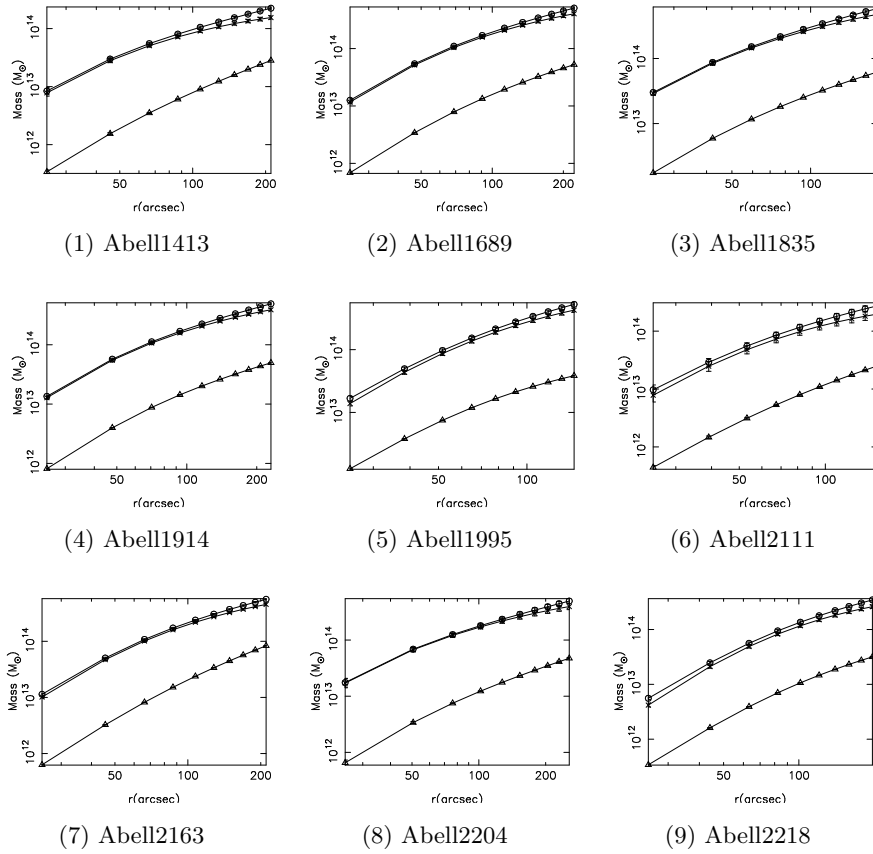 10^14
10^13
10^12
Mass (M⊙)
50
100
200
r(arcsec)
(1) Abell1413
10^14
10^13
10^12
Mass (M⊙)
50
100
200
r(arcsec)
(2) Abell1689
10^14
10^13
Mass (M⊙)
50
100
r(arcsec)
(3) Abell1835
10^14
10^13
10^12
Mass (M⊙)
50
100
200
r(arcsec)
(4) Abell1914
10^14
10^13
Mass (M⊙)
50
100
r(arcsec)
(5) Abell1995
10^14
10^13
10^12
Mass (M⊙)
50
100
r(arcsec)
(6) Abell2111
10^14
10^13
10^12
Mass (M⊙)
50
100
200
r(arcsec)
(7) Abell2163
10^14
10^13
10^12
Mass (M⊙)
50
100
200
r(arcsec)
(8) Abell2204
10^14
10^13
10^12
Mass (M⊙)
50
100
r(arcsec)
(9) Abell2218